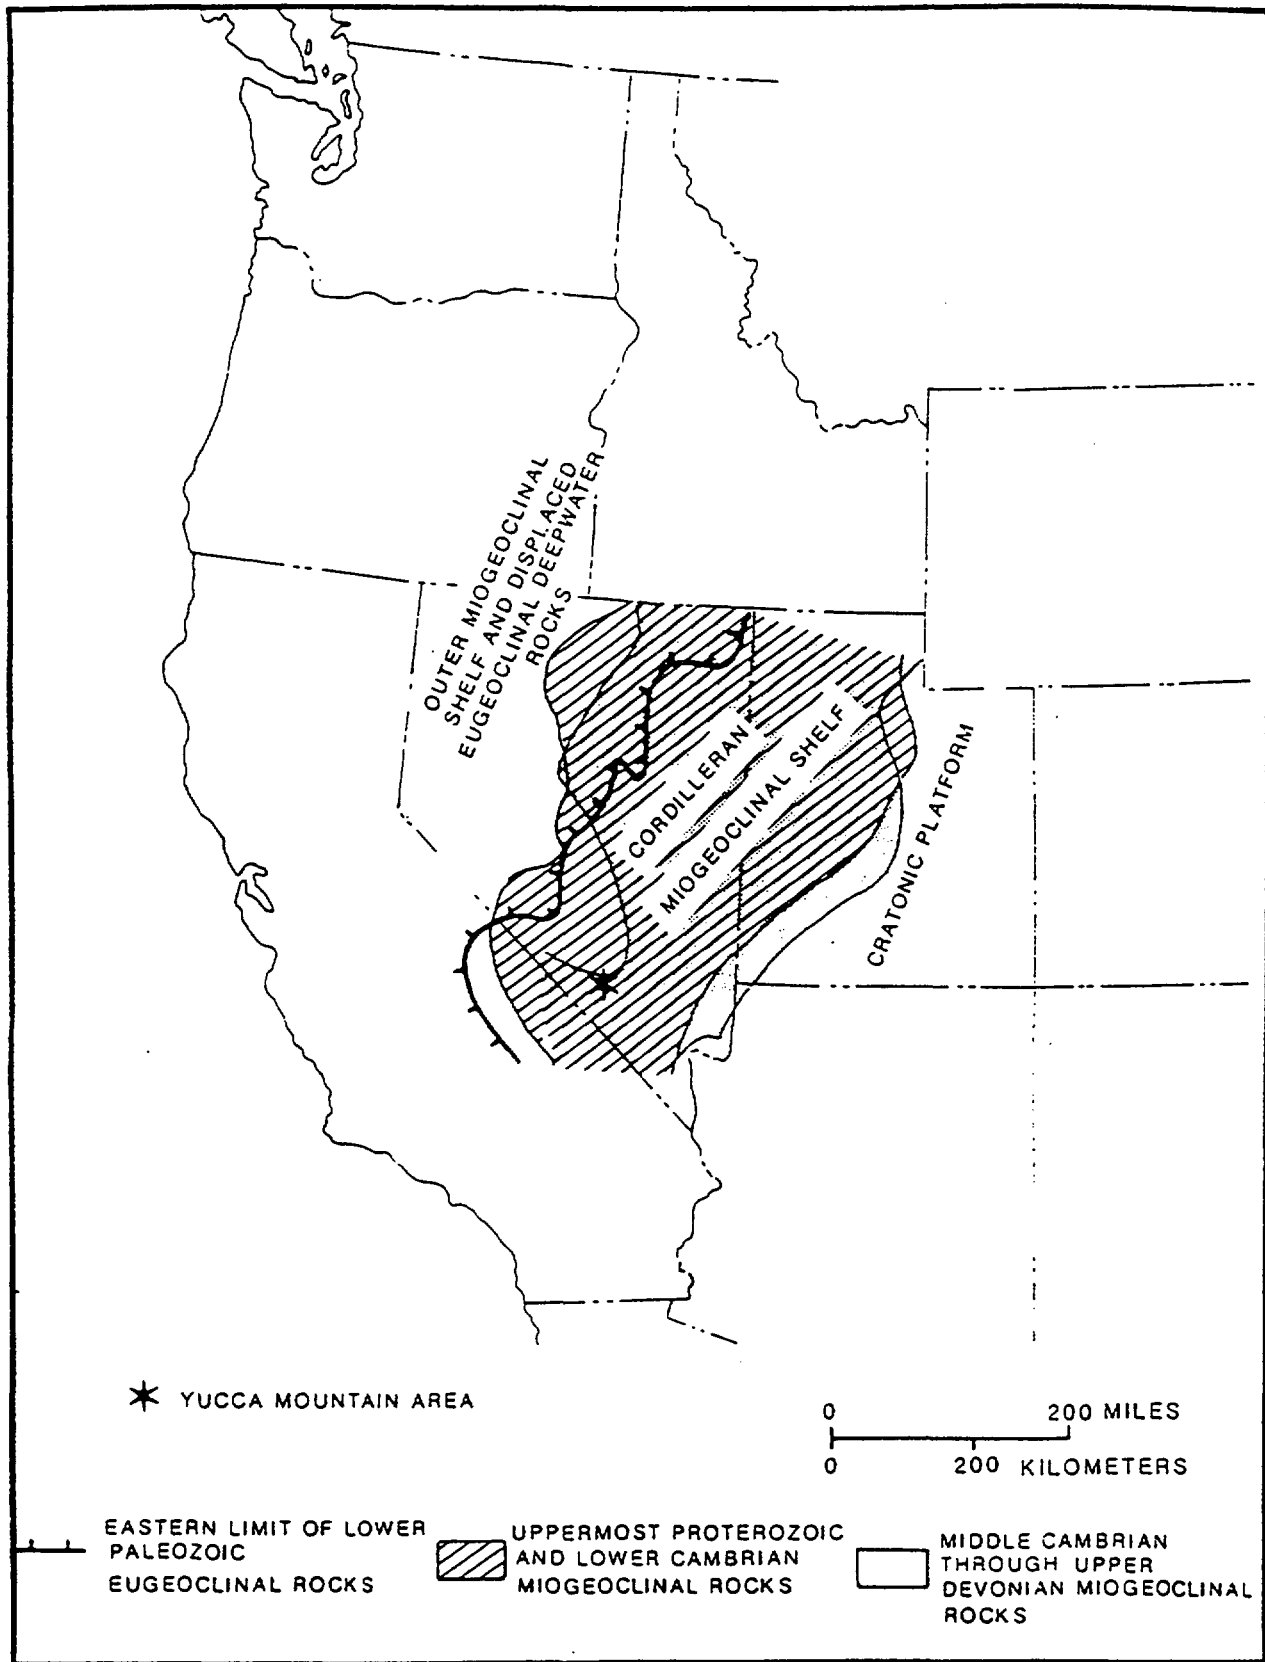 OUTER MIOGEOCLINAL
SHELF AND DISPLACED
EUGEOCLINAL DEEPWATER
ROCKS
CORDILLERAN
MIOGEOCLINAL SHELF
CRATONIC PLATFORM
YUCCA MOUNTAIN AREA
0 200 MILES
0 200 KILOMETERS
EASTERN LIMIT OF LOWER
PALEOZOIC
EUGEOCLINAL ROCKS
UPPERMOST PROTEROZOIC
AND LOWER CAMBRIAN
MIOGEOCLINAL ROCKS
MIDDLE CAMBRIAN
THROUGH UPPER
DEVONIAN MIOGEOCLINAL
ROCKS